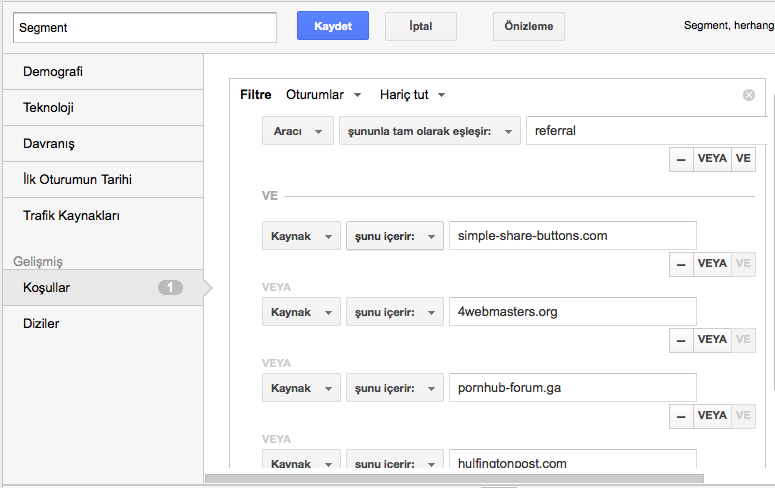 Segment Kaydet İptal Önizleme Segment, herhang
Demografi
Teknoloji
Davranış
İlk Oturumun Tarihi
Trafik Kaynakları
Gelişmiş
Koşullar 1
Diziler
Filtre Oturumlar Hariç tut
Aracı şununla tam olarak eşleşir: referral
– VEYA VE
VE
Kaynak şunu içerir: simple-share-buttons.com
– VEYA VE
VEYA
Kaynak şunu içerir: 4webmasters.org
– VEYA VE
VEYA
Kaynak şunu içerir: pornhub-forum.ga
– VEYA VE
VEYA
Kaynak şunu içerir: hulfingtonpost.com